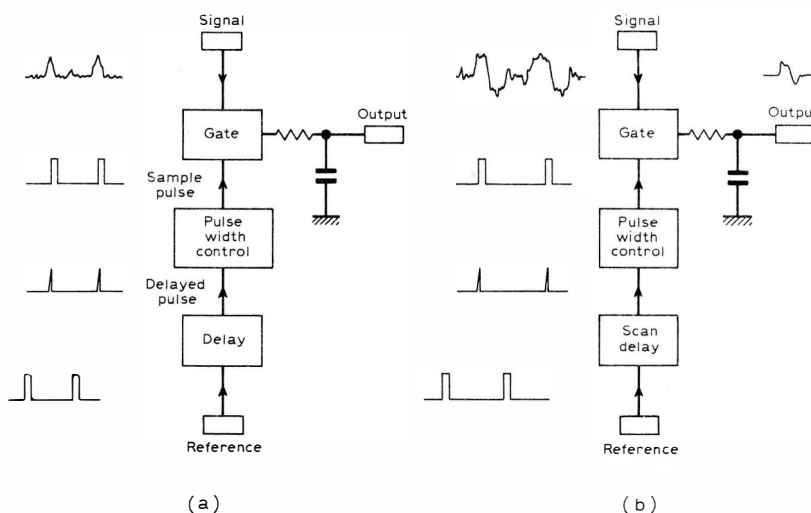 Signal
Gate
Output
Sample
pulse
Pulse
width
control
Delayed
pulse
Delay
Reference
(a)
Signal
Gate
Output
Pulse
width
control
Scan
delay
Reference
(b)